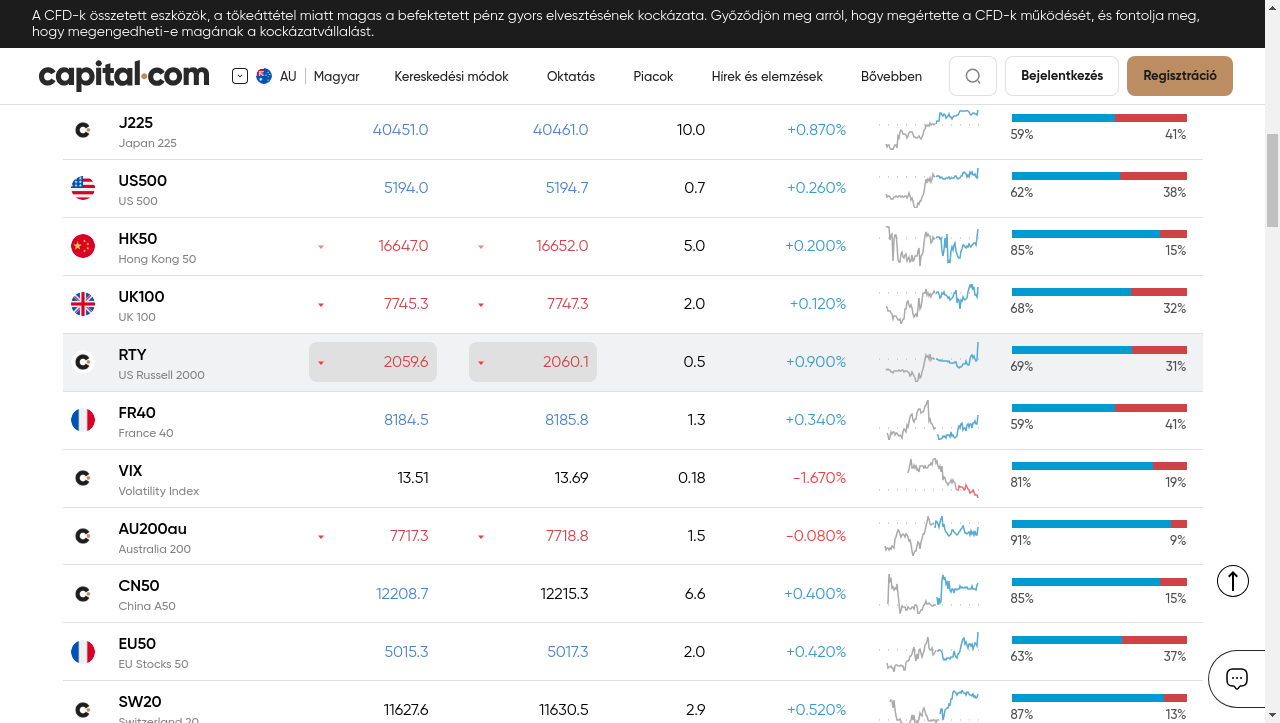 A CFD-k összetett eszközök, a tőkeáttétel miatt magas a befektetett pénz gyors elvesztésének kockázata. Győződjön meg arról, hogy megértette a CFD-k működését, és fontolja meg,
hogy megengedheti-e magának a kockázatvállalást.
capital.com AU Magyar Kereskedési módok Oktatás Piacok Hírek és elemzések Bővebben Bejelentkezés Regisztráció
J225 40451.0 40461.0 10.0 +0.870%
Japan 225 59% 41%
US500 5194.0 5194.7 0.7 +0.260%
US 500 62% 38%
HK50 16647.0 16652.0 5.0 +0.200%
Hong Kong 50 85% 15%
UK100 7745.3 7747.3 2.0 +0.120%
UK 100 68% 32%
RTY 2059.6 2060.1 0.5 +0.900%
US Russell 2000 69% 31%
FR40 8184.5 8185.8 1.3 +0.340%
France 40 59% 41%
VIX 13.51 13.69 0.18 -1.670%
Volatility Index 81% 19%
AU200au 7717.3 7718.8 1.5 -0.080%
Australia 200 91% 9%
CN50 12208.7 12215.3 6.6 +0.400%
China A50 85% 15%
EU50 5015.3 5017.3 2.0 +0.420%
EU Stocks 50 63% 37%
SW20 11627.6 11630.5 2.9 +0.520%
Switzerland 20 87% 13%